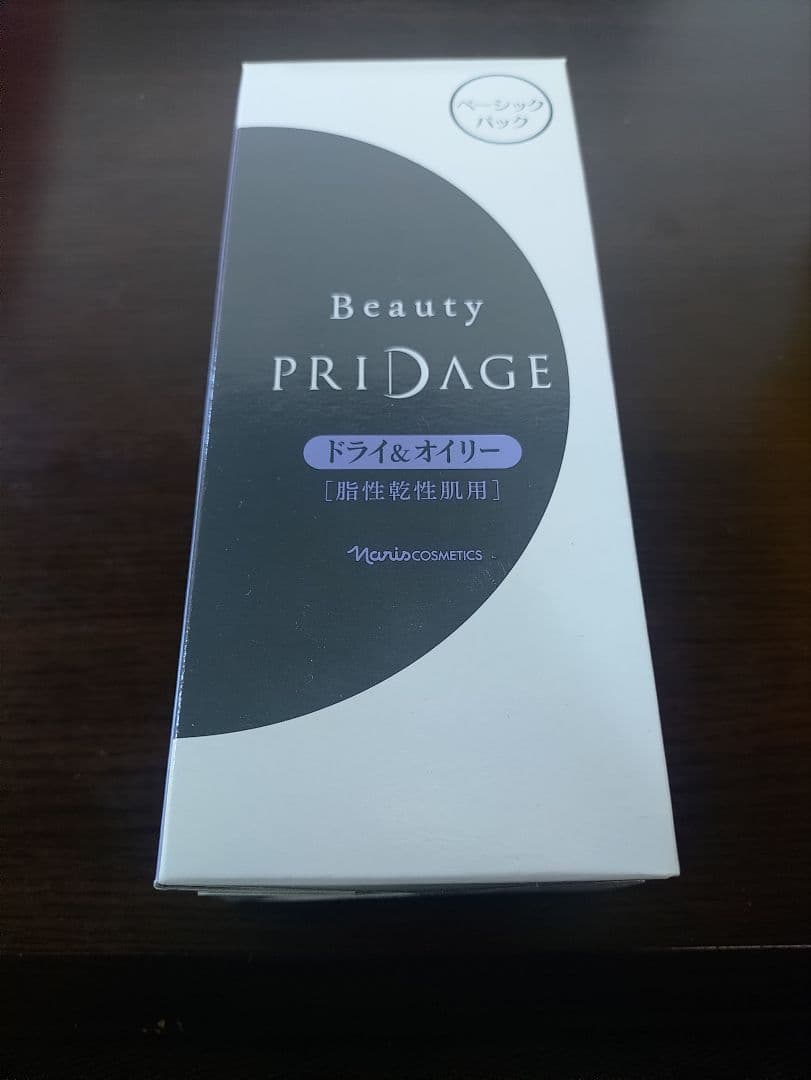 ベーシック
パック
Beauty
PRIDAGE
ドライ&オイリー
[脂性乾性肌用]
Naris COSMETICS